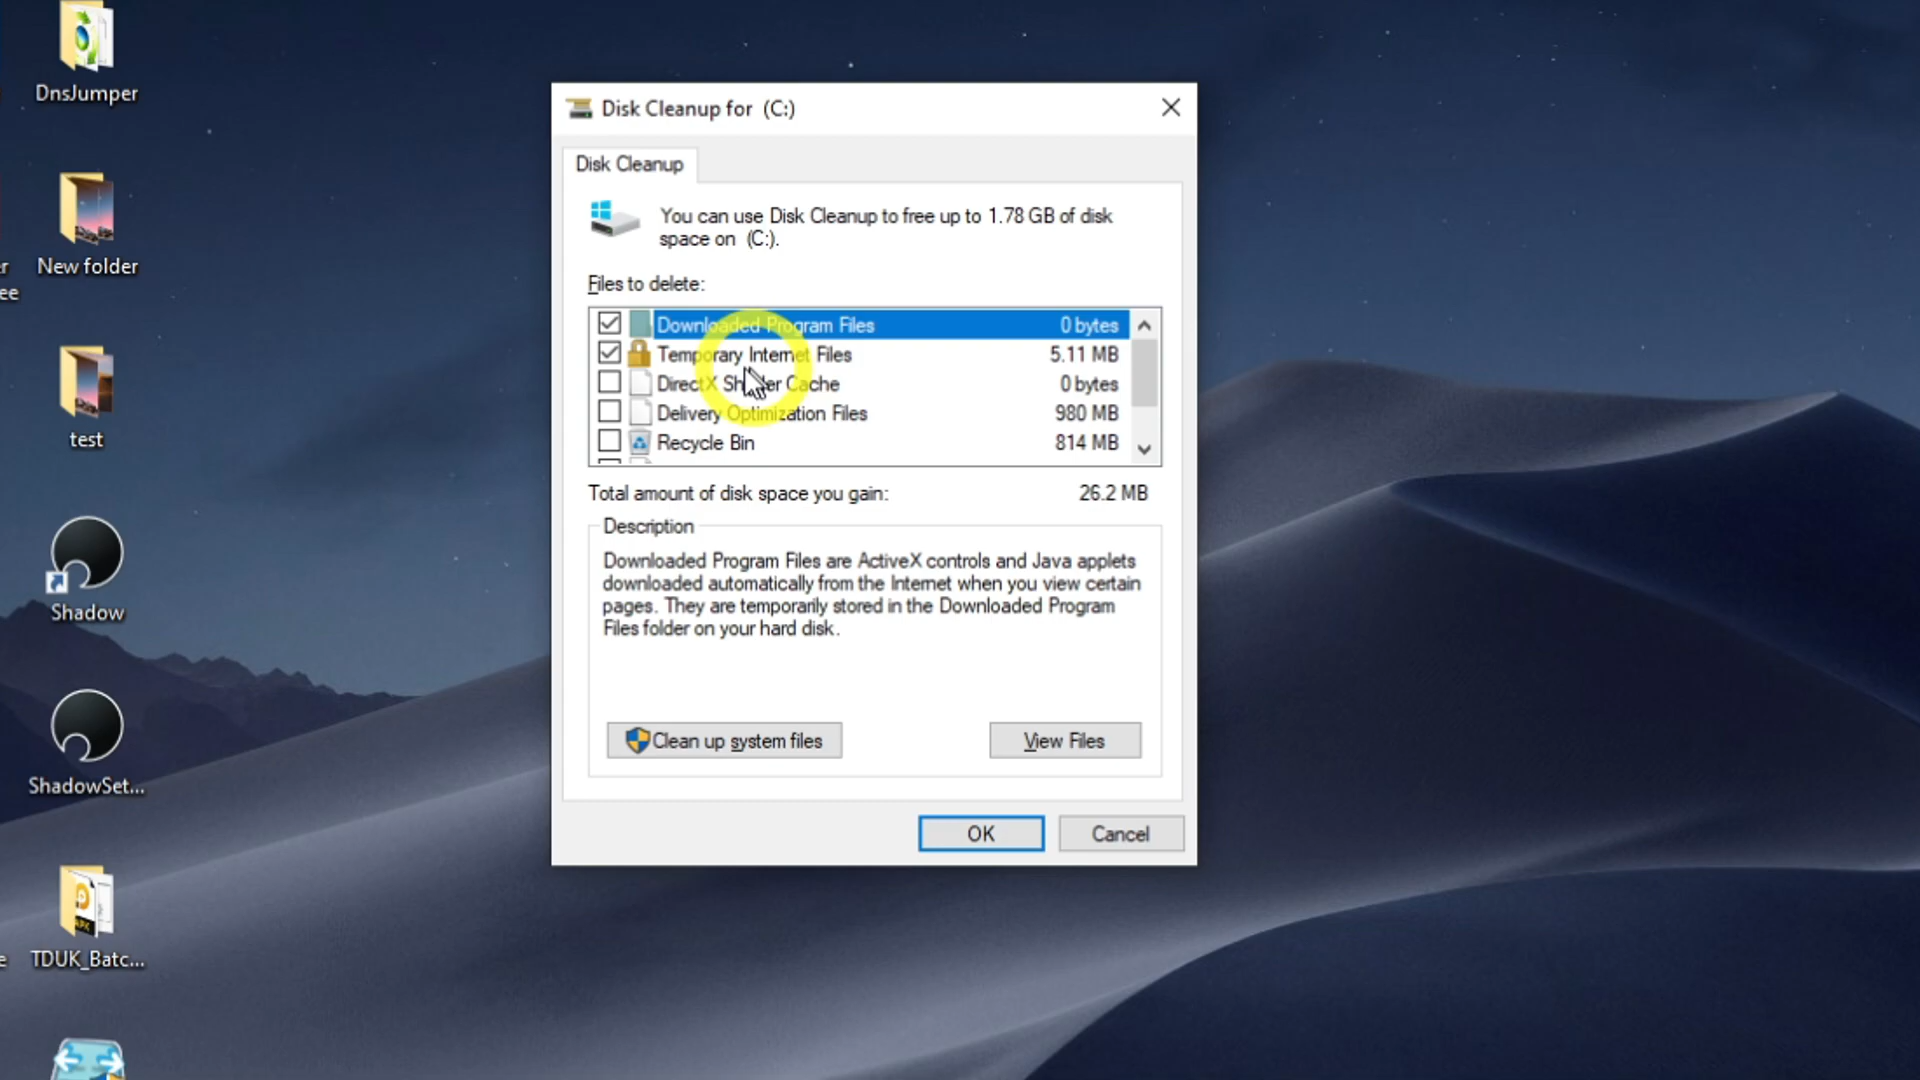 DnsJumper
New folder
er
ee
test
Shadow
ShadowSet...
e
TDUK_Batc...
Disk Cleanup for (C:)
Disk Cleanup
You can use Disk Cleanup to free up to 1.78 GB of disk
space on (C:).
Files to delete:
Downloaded Program Files 0 bytes
Temporary Internet Files 5.11 MB
DirectX Shader Cache 0 bytes
Delivery Optimization Files 980 MB
Recycle Bin 814 MB
Total amount of disk space you gain: 26.2 MB
Description
Downloaded Program Files are ActiveX controls and Java applets
downloaded automatically from the Internet when you view certain
pages. They are temporarily stored in the Downloaded Program
Files folder on your hard disk.
Clean up system files
View Files
OK
Cancel